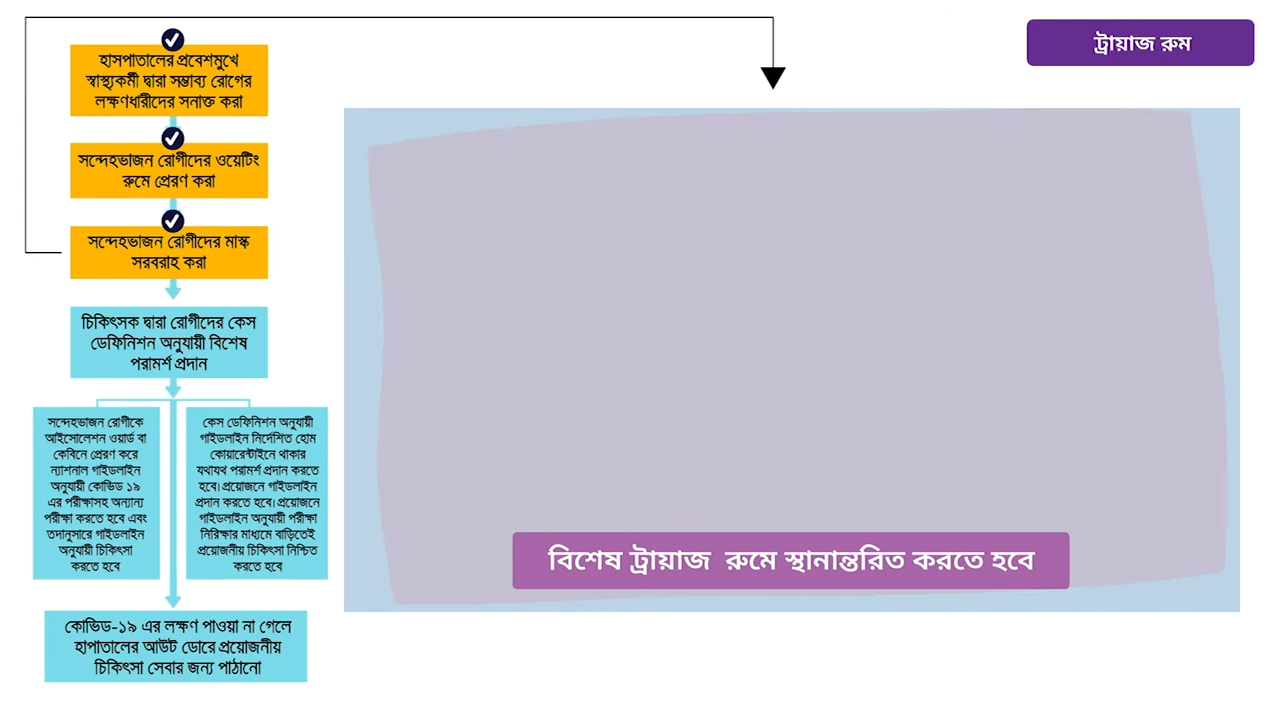 ট্রায়াজ রুম
হাসপাতালের প্রবেশমুখে
স্বাস্থ্যকর্মী দ্বারা সম্ভাব্য রোগের
লক্ষণধারীদের সনাক্ত করা
সন্দেহভাজন রোগীদের ওয়েটিং
রুমে প্রেরণ করা
সন্দেহভাজন রোগীদের মাস্ক
সরবরাহ করা
চিকিৎসক দ্বারা রোগীদের কেস
ডেফিনিশন অনুযায়ী বিশেষ
পরামর্শ প্রদান
সন্দেহভাজন রোগীকে
আইসোলেশন ওয়ার্ড বা
কেবিনে প্রেরণ করে
ন্যাশনাল গাইডলাইন
অনুযায়ী কোভিড ১৯
এর পরীক্ষাসহ অন্যান্য
পরীক্ষা করতে হবে এবং
তদানুসারে গাইডলাইন
অনুযায়ী চিকিৎসা
করতে হবে
কেস ডেফিনিশন অনুযায়ী
গাইডলাইন নির্দেশিত হোম
কোয়ারেন্টাইনে থাকার
যথাযথ পরামর্শ প্রদান করতে
হবে।প্রয়োজনে গাইডলাইন
প্রদান করতে হবে।প্রয়োজনে
গাইডলাইন অনুযায়ী পরীক্ষা
নিরিক্ষার মাধ্যমে বাড়িতেই
প্রয়োজনীয় চিকিৎসা নিশ্চিত
করতে হবে
কোভিড-১৯ এর লক্ষণ পাওয়া না গেলে
হাপাতালের আউট ডোরে প্রয়োজনীয়
চিকিৎসা সেবার জন্য পাঠানো
বিশেষ ট্রায়াজ রুমে স্থানান্তরিত করতে হবে